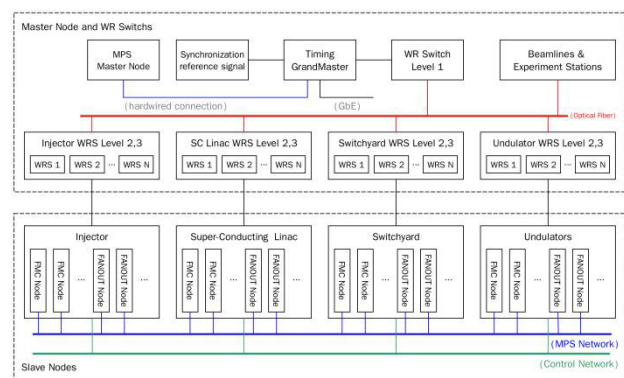 Master Node and WR Switchs
MPS
Master Node
Synchronization
reference signal
Timing
GrandMaster
WR Switch
Level 1
Beamlines &
Experiment Stations
(hardwired connection)
(GbE)
(Optical Fiber)
Injector WRS Level 2,3
WRS 1 WRS 2 ... WRS N
SC Linac WRS Level 2,3
WRS 1 WRS 2 ... WRS N
Switchyard WRS Level 2,3
WRS 1 WRS 2 ... WRS N
Undulator WRS Level 2,3
WRS 1 WRS 2 ... WRS N
Injector
FMC Node
FMC Node
...
FANOUT Node
FANOUT Node
...
Super-Conducting Linac
FMC Node
FMC Node
...
FANOUT Node
FANOUT Node
...
Switchyard
FMC Node
FMC Node
...
FANOUT Node
FANOUT Node
...
Undulators
FMC Node
FMC Node
...
FANOUT Node
FANOUT Node
...
(MPS Network)
(Control Network)
Slave Nodes